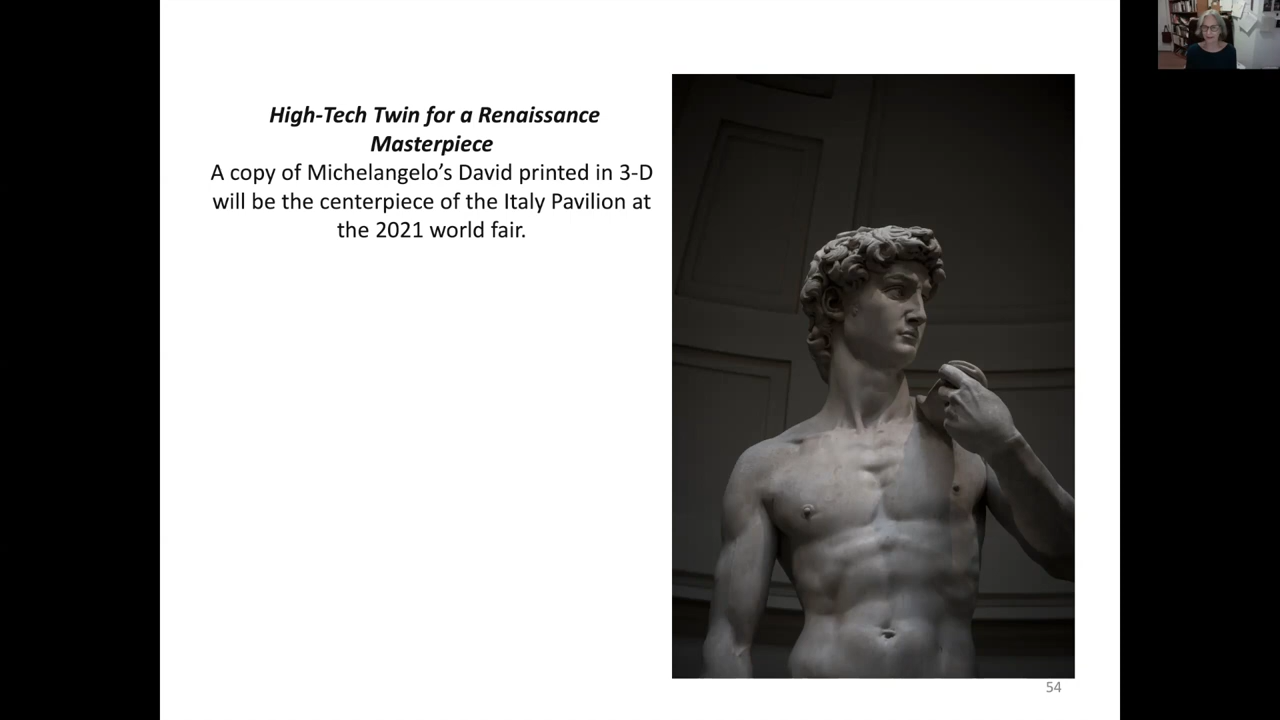 High-Tech Twin for a Renaissance
Masterpiece
A copy of Michelangelo’s David printed in 3-D
will be the centerpiece of the Italy Pavilion at
the 2021 world fair.
54